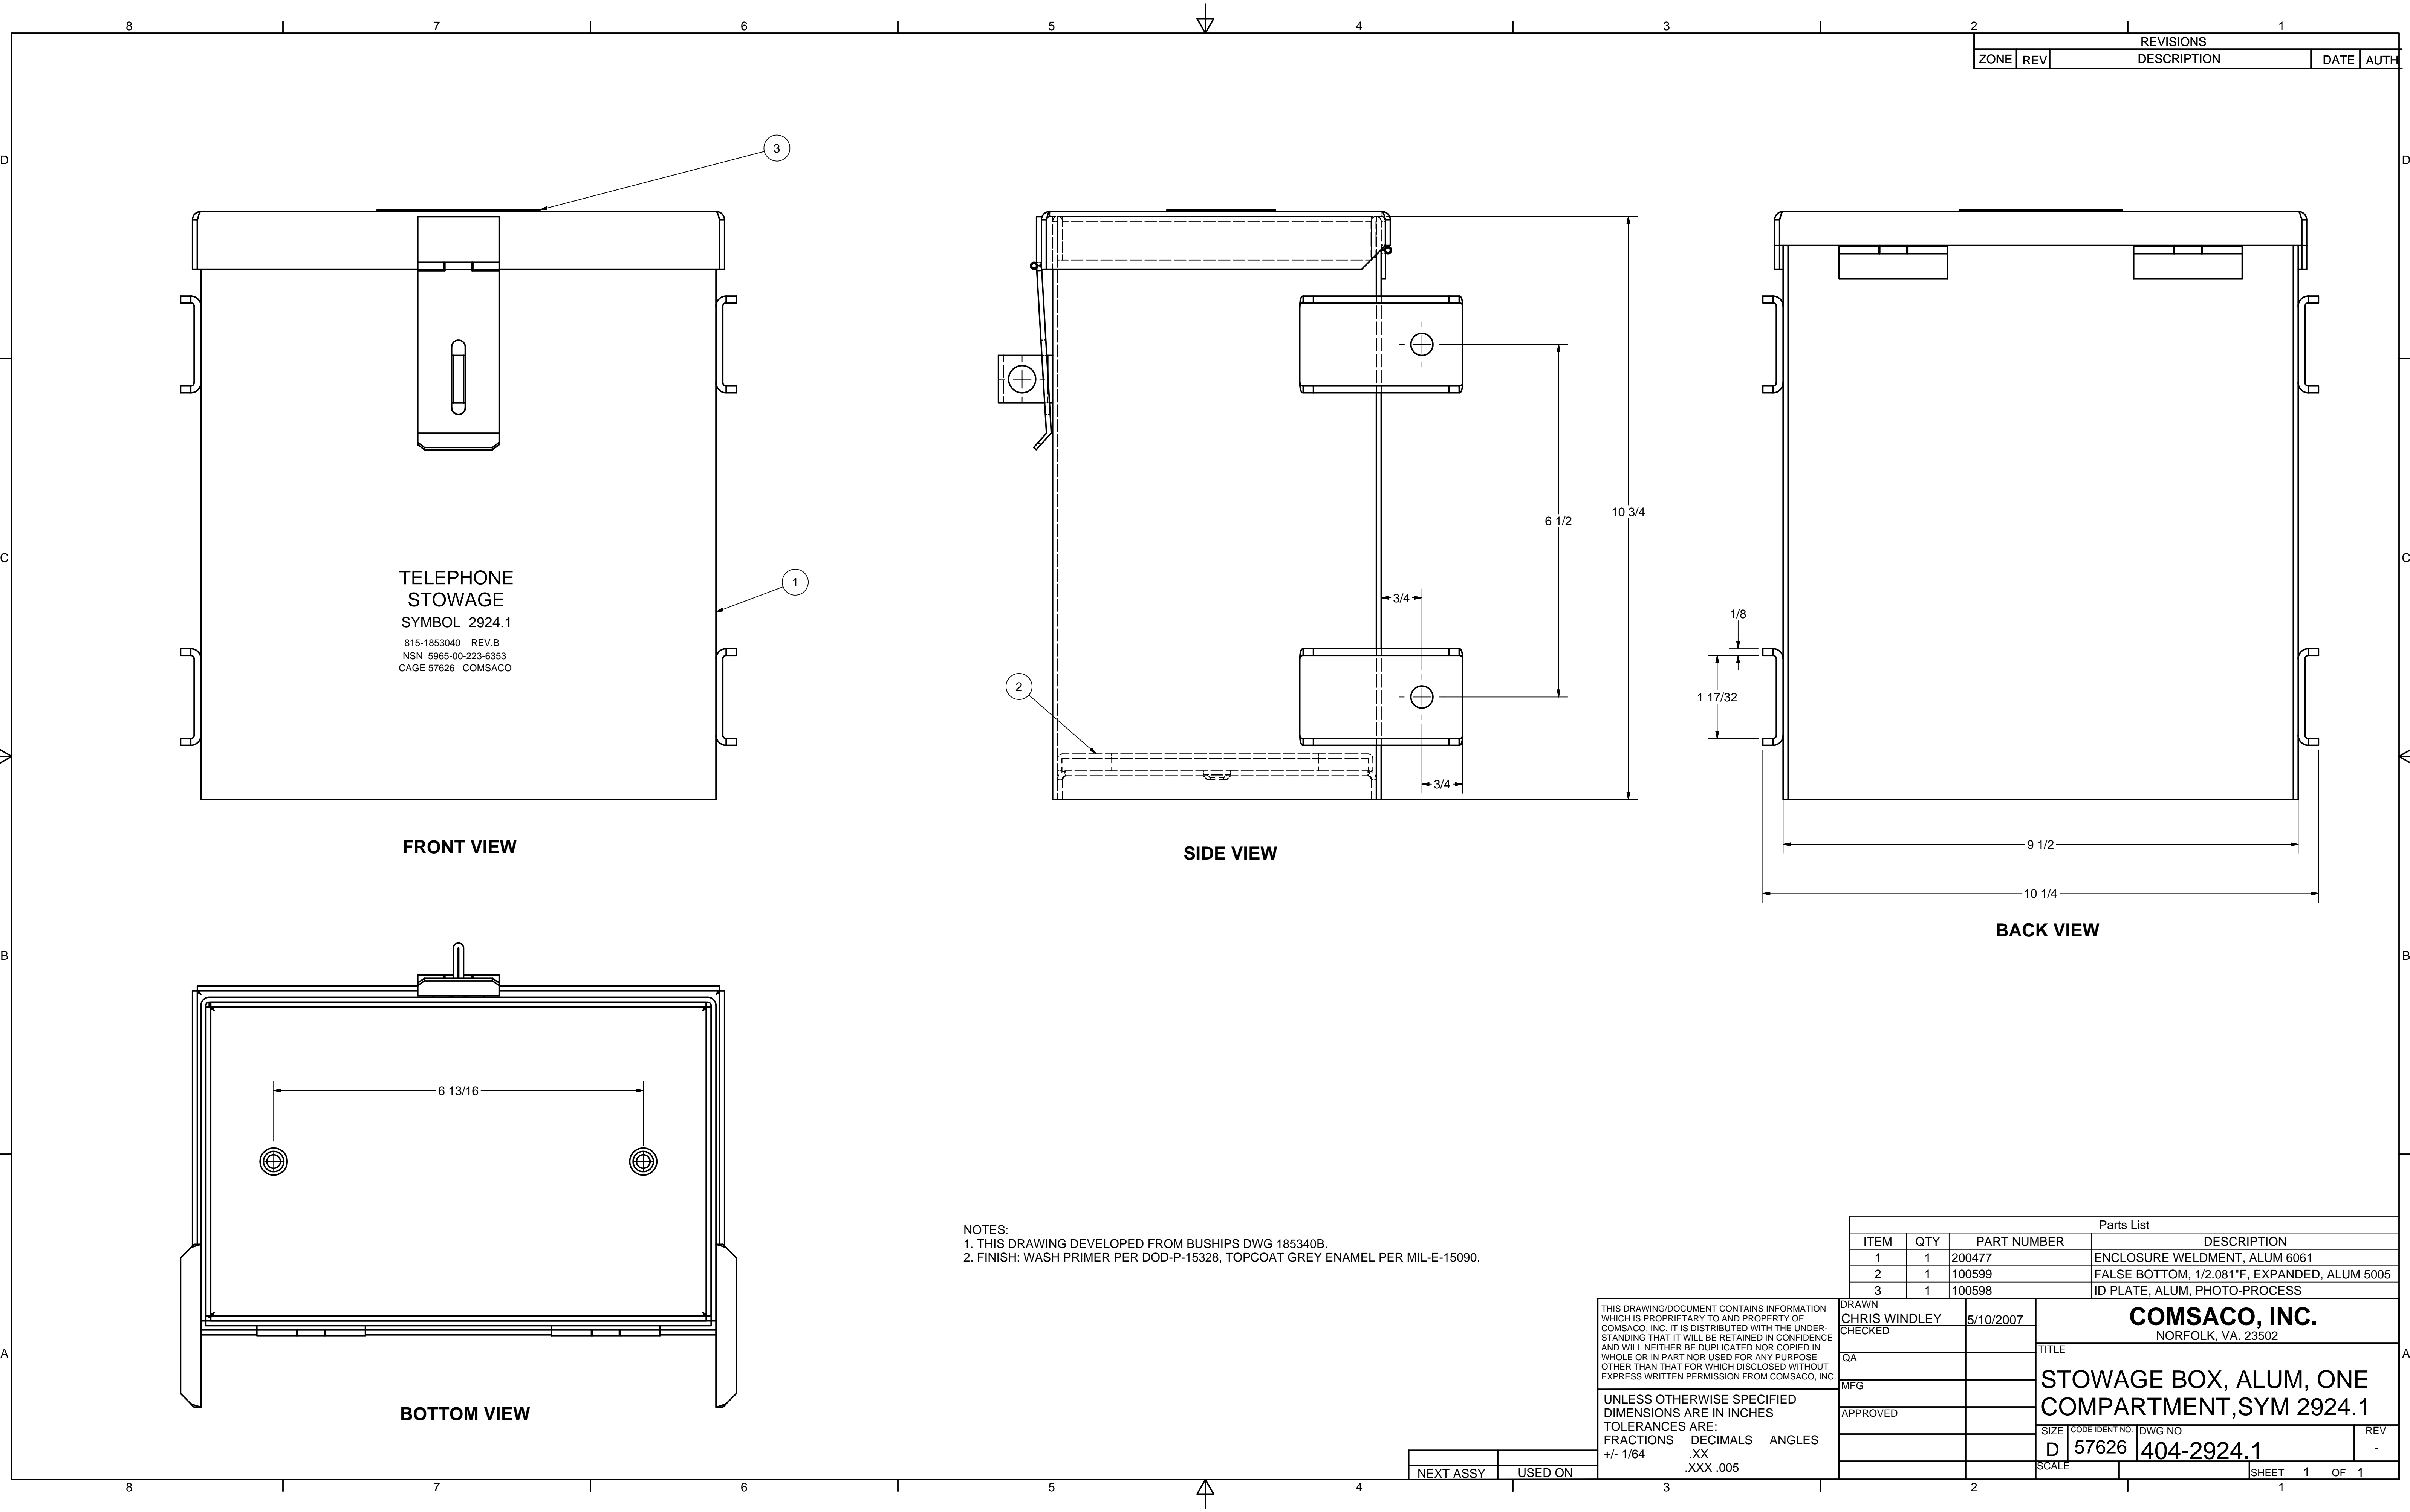 8 7 6 5 4 3 2 1
REVISIONS
ZONE REV DESCRIPTION DATE AUTH
D D
C C
B B
A A
3
1
TELEPHONE
STOWAGE
SYMBOL 2924.1
815-1853040 REV.B
NSN 5965-00-223-6353
CAGE 57626 COMSACO
FRONT VIEW
2
3/4
6 1/2
10 3/4
3/4
SIDE VIEW
1/8
1 17/32
9 1/2
10 1/4
BACK VIEW
6 13/16
BOTTOM VIEW
NOTES:
1. THIS DRAWING DEVELOPED FROM BUSHIPS DWG 185340B.
2. FINISH: WASH PRIMER PER DOD-P-15328, TOPCOAT GREY ENAMEL PER MIL-E-15090.
Parts List
ITEM QTY PART NUMBER DESCRIPTION
1 1 200477 ENCLOSURE WELDMENT, ALUM 6061
2 1 100599 FALSE BOTTOM, 1/2.081"F, EXPANDED, ALUM 5005
3 1 100598 ID PLATE, ALUM, PHOTO-PROCESS
THIS DRAWING/DOCUMENT CONTAINS INFORMATION
WHICH IS PROPRIETARY TO AND PROPERTY OF
COMSACO, INC. IT IS DISTRIBUTED WITH THE UNDER-
STANDING THAT IT WILL BE RETAINED IN CONFIDENCE
AND WILL NEITHER BE DUPLICATED NOR COPIED IN
WHOLE OR IN PART NOR USED FOR ANY PURPOSE
OTHER THAN THAT FOR WHICH DISCLOSED WITHOUT
EXPRESS WRITTEN PERMISSION FROM COMSACO, INC.
UNLESS OTHERWISE SPECIFIED
DIMENSIONS ARE IN INCHES
TOLERANCES ARE:
FRACTIONS DECIMALS ANGLES
+/- 1/64 .XX
.XXX .005
NEXT ASSY USED ON
DRAWN
CHRIS WINDLEY 5/10/2007
CHECKED
QA
MFG
APPROVED
COMSACO, INC.
NORFOLK, VA. 23502
TITLE
STOWAGE BOX, ALUM, ONE
COMPARTMENT,SYM 2924.1
SIZE CODE IDENT NO. DWG NO REV
D 57626 404-2924.1 -
SCALE SHEET 1 OF 1
8 7 6 5 4 3 2 1